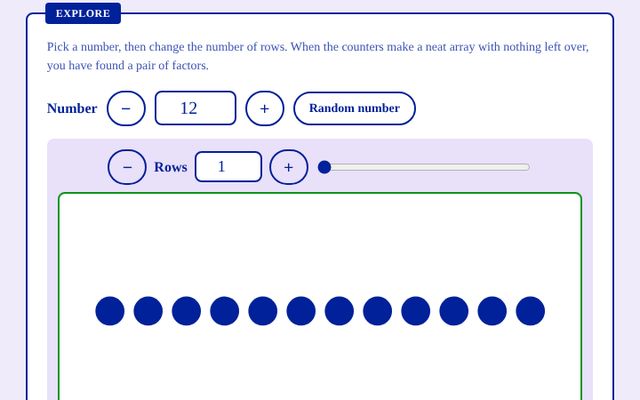 EXPLORE
Pick a number, then change the number of rows. When the counters make a neat array with nothing left over,
you have found a pair of factors.
Number − 12 + Random number
− Rows 1 +